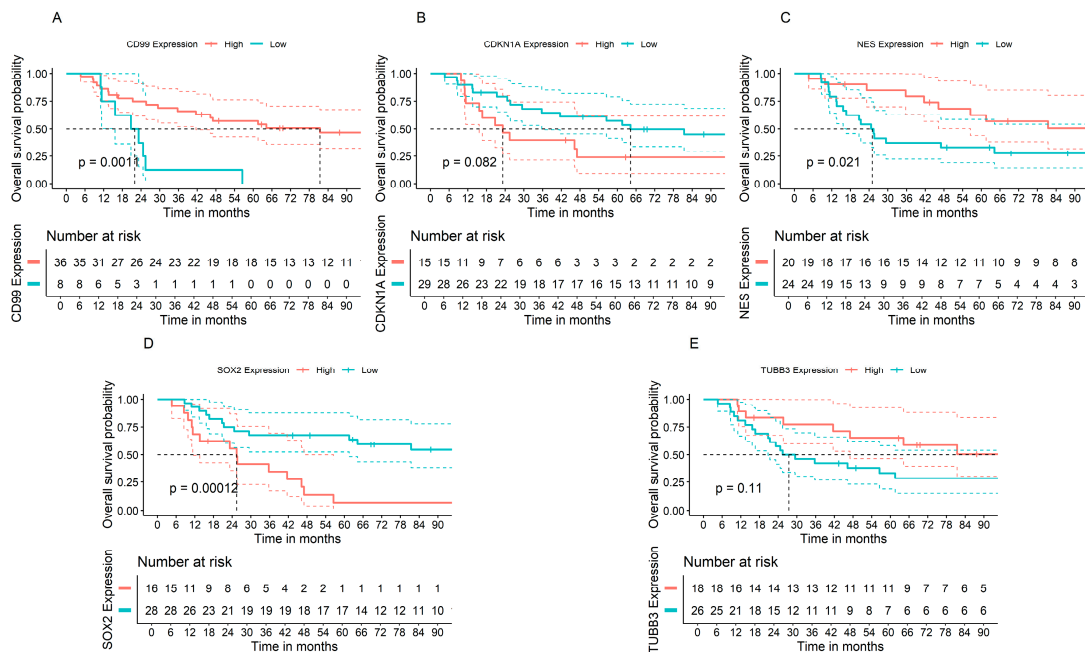 A
CD99 Expression High Low
Overall survival probability
1.00
0.75
0.50
0.25
0.00
p = 0.0011
0 6 12 18 24 30 36 42 48 54 60 66 72 78 84 90
Time in months
CD99 Expression
Number at risk
36 35 31 27 26 24 23 22 19 18 18 15 13 13 12 11
8 8 6 5 3 1 1 1 1 1 0 0 0 0 0 0
0 6 12 18 24 30 36 42 48 54 60 66 72 78 84 90
Time in months
B
CDKN1A Expression High Low
Overall survival probability
1.00
0.75
0.50
0.25
0.00
p = 0.082
0 6 12 18 24 30 36 42 48 54 60 66 72 78 84 90
Time in months
CDKN1A Expression
Number at risk
15 15 11 9 7 6 6 6 3 3 3 2 2 2 2 2
29 28 26 23 22 19 18 17 17 16 15 13 11 11 10 9
0 6 12 18 24 30 36 42 48 54 60 66 72 78 84 90
Time in months
C
NES Expression High Low
Overall survival probability
1.00
0.75
0.50
0.25
0.00
p = 0.021
0 6 12 18 24 30 36 42 48 54 60 66 72 78 84 90
Time in months
NES Expression
Number at risk
20 19 18 17 16 16 15 14 12 12 11 10 9 9 8 8
24 24 19 15 13 9 9 9 8 7 7 5 4 4 4 3
0 6 12 18 24 30 36 42 48 54 60 66 72 78 84 90
Time in months
D
SOX2 Expression High Low
Overall survival probability
1.00
0.75
0.50
0.25
0.00
p = 0.00012
0 6 12 18 24 30 36 42 48 54 60 66 72 78 84 90
Time in months
SOX2 Expression
Number at risk
16 15 11 9 8 6 5 4 2 2 1 1 1 1 1 1
28 28 26 23 21 19 19 19 18 17 17 14 12 12 11 10
0 6 12 18 24 30 36 42 48 54 60 66 72 78 84 90
Time in months
E
TUBB3 Expression High Low
Overall survival probability
1.00
0.75
0.50
0.25
0.00
p = 0.11
0 6 12 18 24 30 36 42 48 54 60 66 72 78 84 90
Time in months
TUBB3 Expression
Number at risk
18 18 16 14 14 13 13 12 11 11 11 9 7 7 6 5
26 25 21 18 15 12 11 11 9 8 7 6 6 6 6 6
0 6 12 18 24 30 36 42 48 54 60 66 72 78 84 90
Time in months